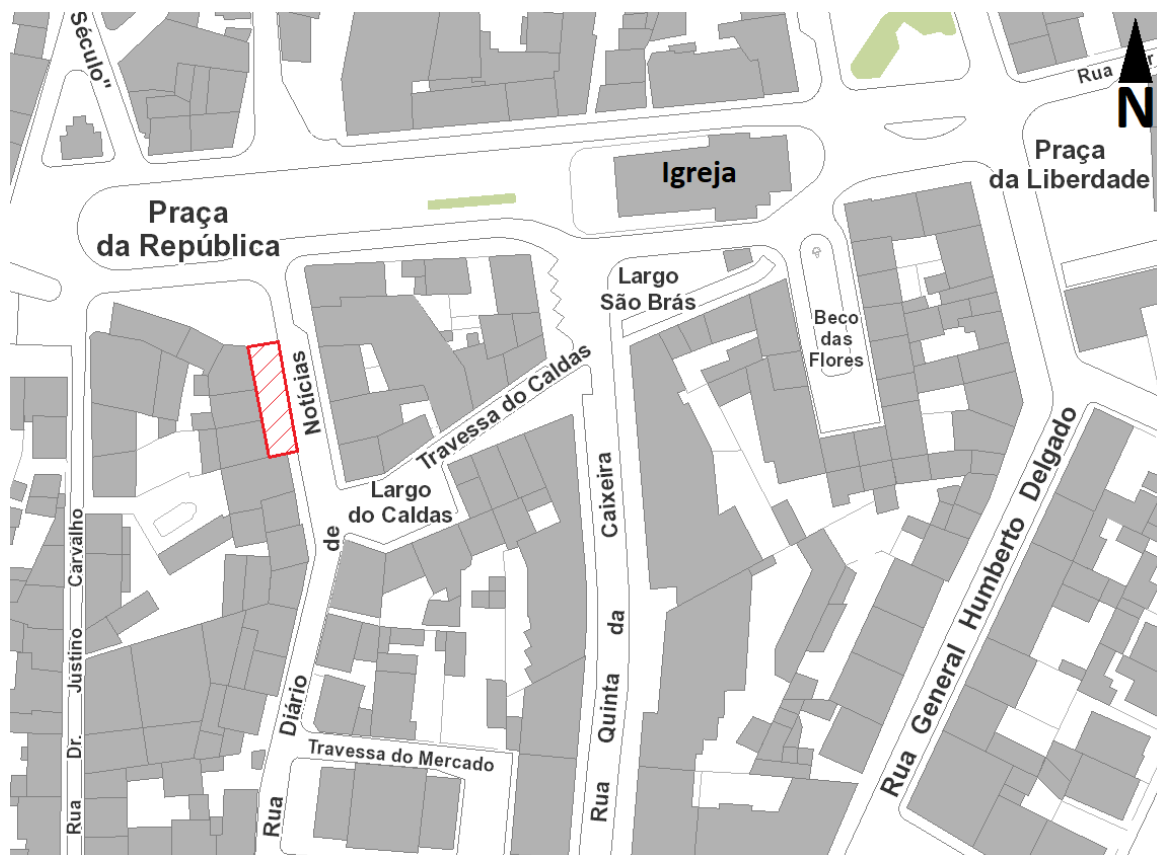 Século"
Rua
N
Igreja
Praça
da Liberdade
Praça
da República
Largo
São Brás
Beco
das
Flores
Travessa do Caldas
Largo
do Caldas
Rua Diário de Notícias
Rua Dr. Justino Carvalho
Rua Quinta da Caixeira
Rua General Humberto Delgado
Travessa do Mercado